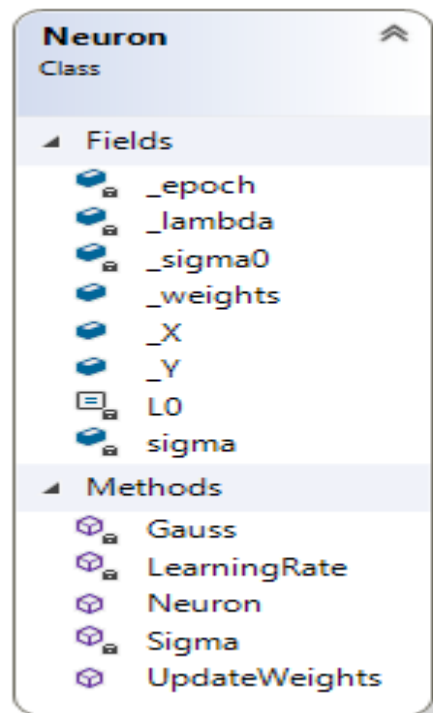 Neuron
Class
Fields
_epoch
_lambda
_sigma0
_weights
_X
_Y
L0
sigma
Methods
Gauss
LearningRate
Neuron
Sigma
UpdateWeights